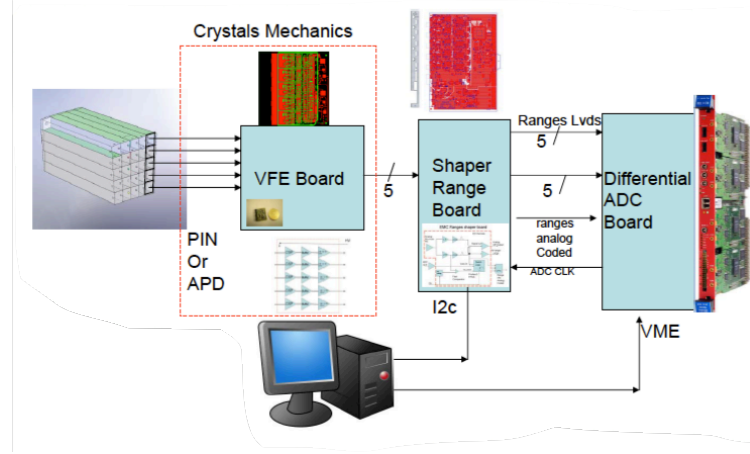 Crystals Mechanics
VFE Board
PIN
Or
APD
5
Shaper
Range
Board
I2c
Ranges Lvds
5
5
ranges
analog
Coded
ADC CLK
Differential
ADC
Board
VME